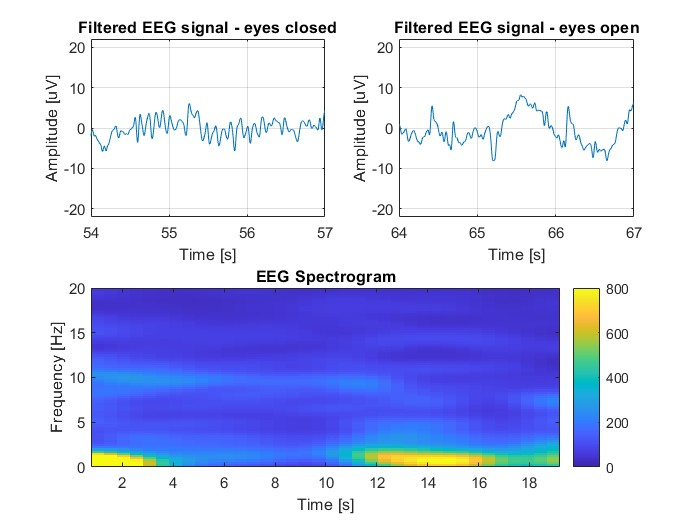 Filtered EEG signal - eyes closed
20
10
0
-10
-20
Amplitude [uV]
54 55 56 57
Time [s]
Filtered EEG signal - eyes open
20
10
0
-10
-20
Amplitude [uV]
64 65 66 67
Time [s]
EEG Spectrogram
20
15
10
5
0
Frequency [Hz]
2 4 6 8 10 12 14 16 18
Time [s]
800
600
400
200
0